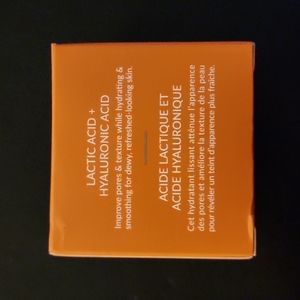 LACTIC ACID +
HYALURONIC ACID
Improve pores & texture while hydrating &
smoothing for dewy, refreshed-looking skin.
ACIDE LACTIQUE ET
ACIDE HYALURONIQUE
Cet hydratant lissant atténue l'apparence
des pores et améliore la texture de la peau
pour révéler un teint d'apparence plus fraîche.